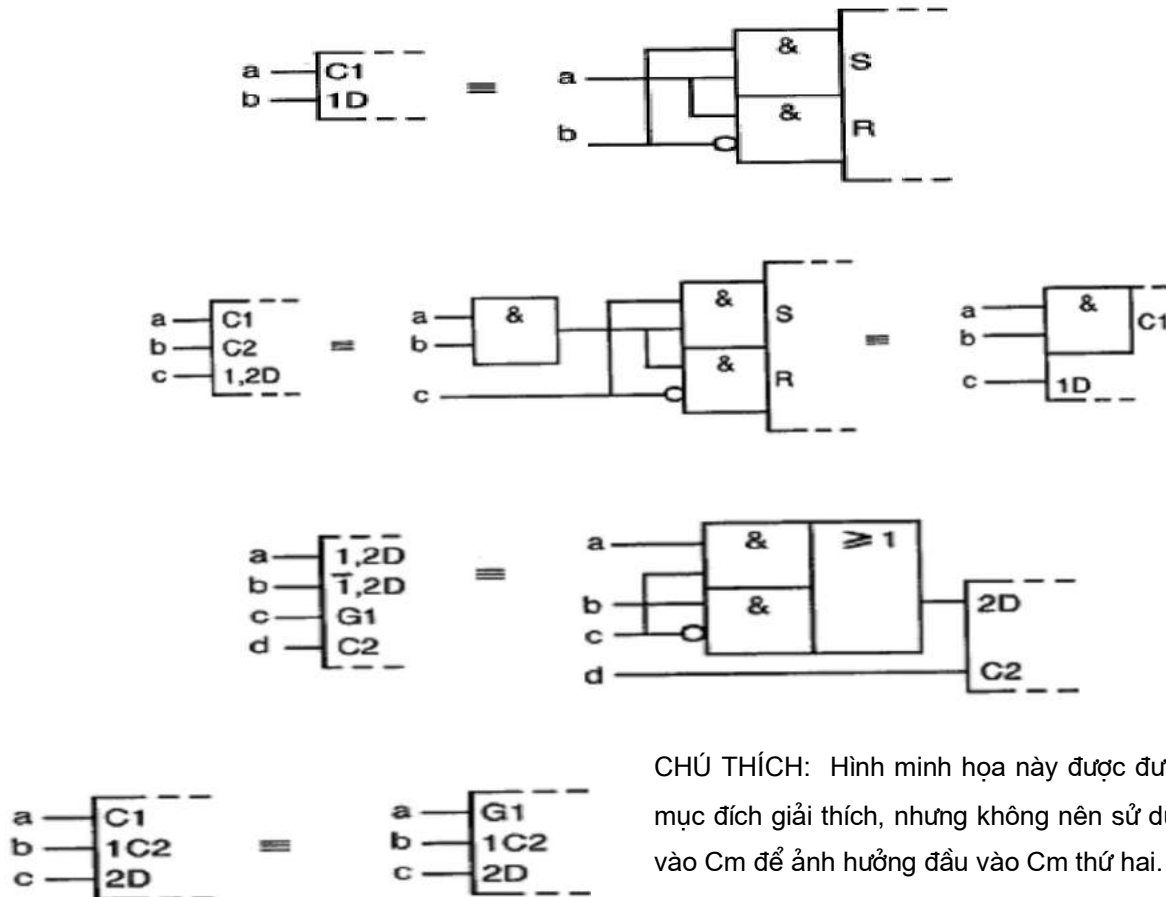 &
a C1 a S
b 1D = &
b R
a C1 a & & S a & C1
b C2 = b = b
c 1,2D c & R c 1D
a 1,2D a & ≥ 1
b 1̅,2D = b & 2D
c G1 c
d C2 d C2
CHÚ THÍCH: Hình minh họa này được đư
a C1 a G1 mục đích giải thích, nhưng không nên sử dụ
b 1C2 = b 1C2
c 2D c 2D vào Cm để ảnh hưởng đầu vào Cm thứ hai.